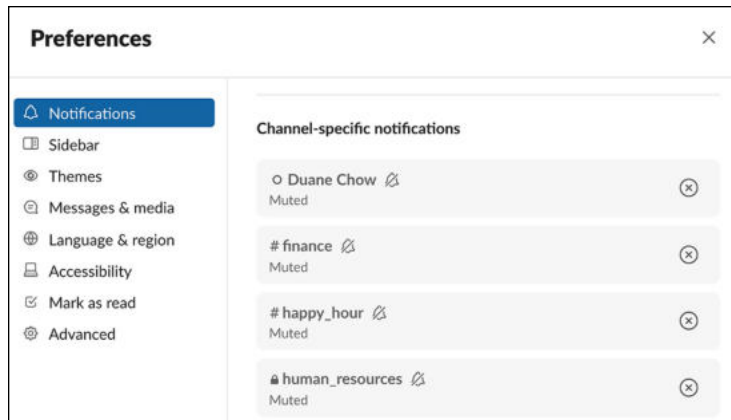 Preferences
Notifications
Sidebar
Themes
Messages & media
Language & region
Accessibility
Mark as read
Advanced
Channel-specific notifications
Duane Chow
Muted
# finance
Muted
# happy_hour
Muted
human_resources
Muted